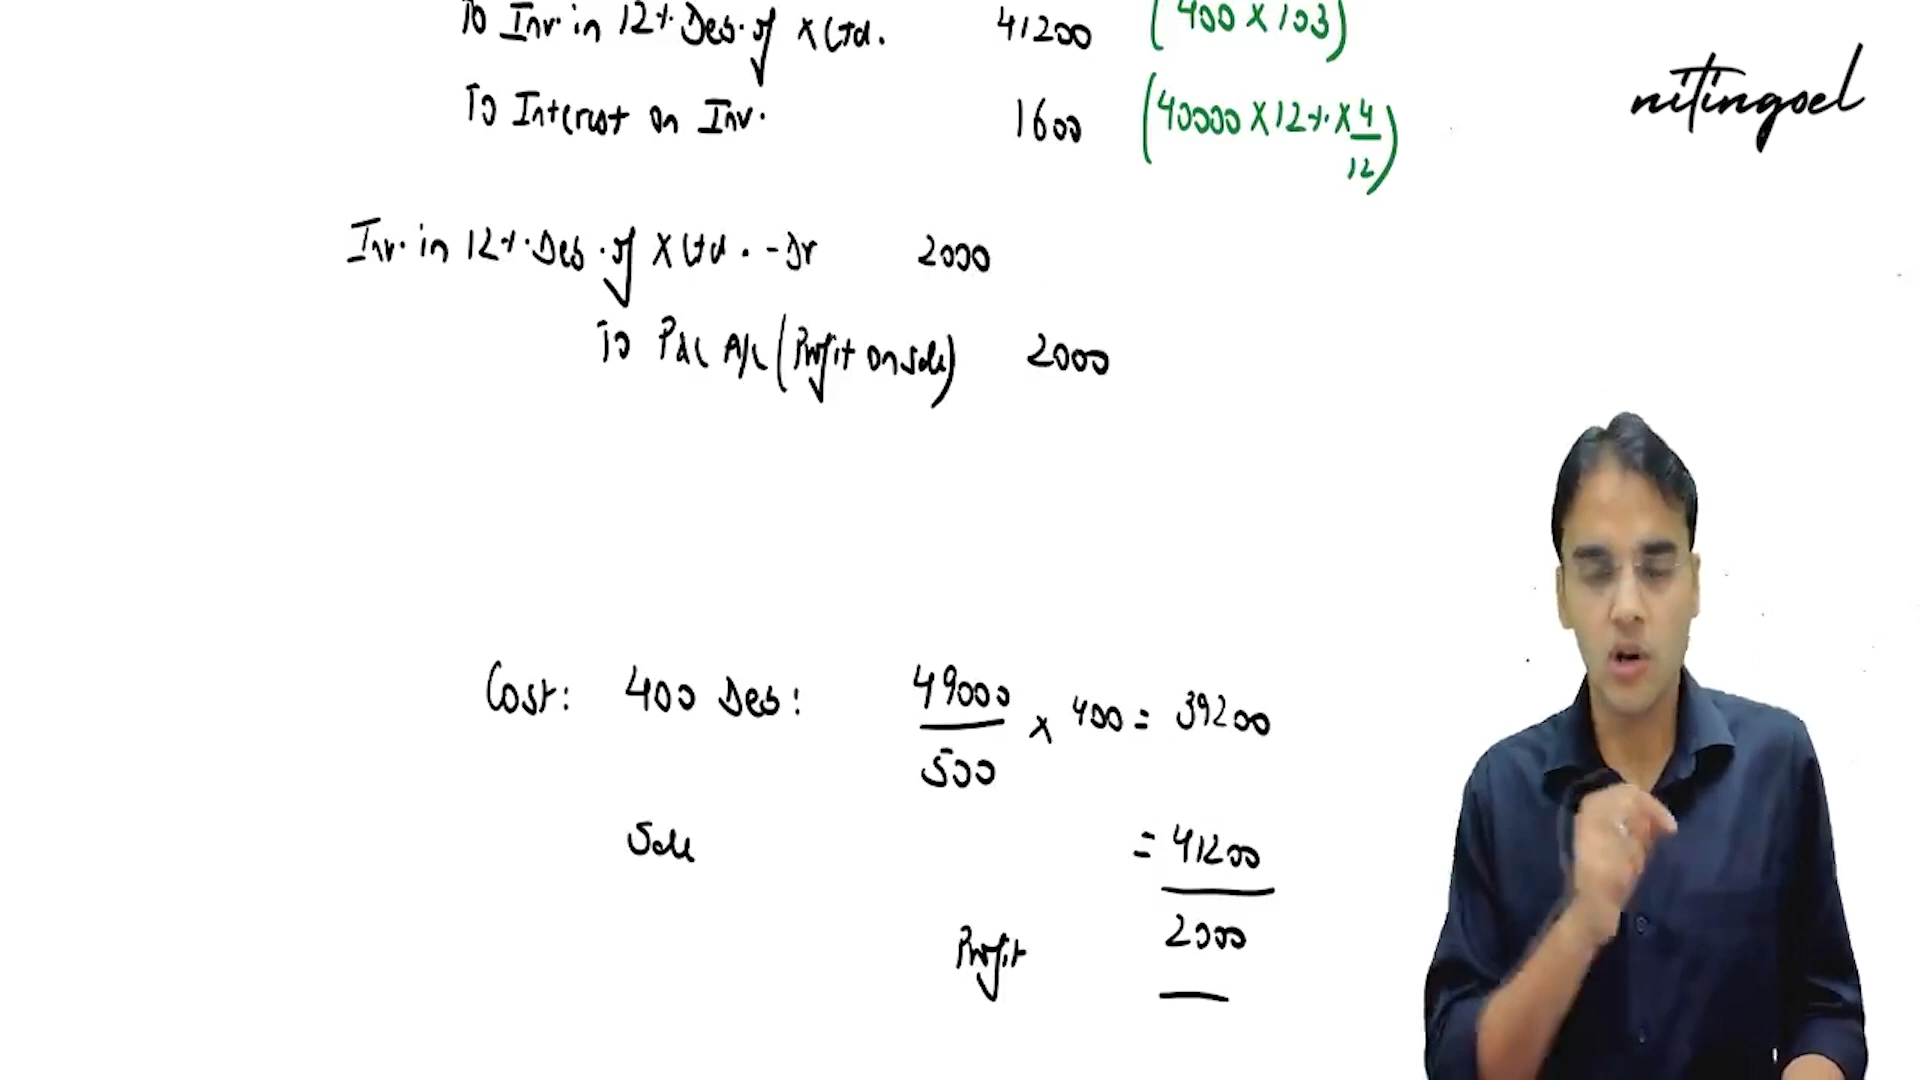 To Inv. in 12%. Deb. of X Ltd. 41200 (400 X 103)
nitingoel
To Interest on Inv. 1600 (40000 X 12%. X 4/12)
Inv. in 12%. Deb. of X Ltd. - Dr 2000
To P&L A/c (Profit on sale) 2000
Cost: 400 Deb: 49000/500 X 400 = 39200
Sale = 41200
Profit 2000